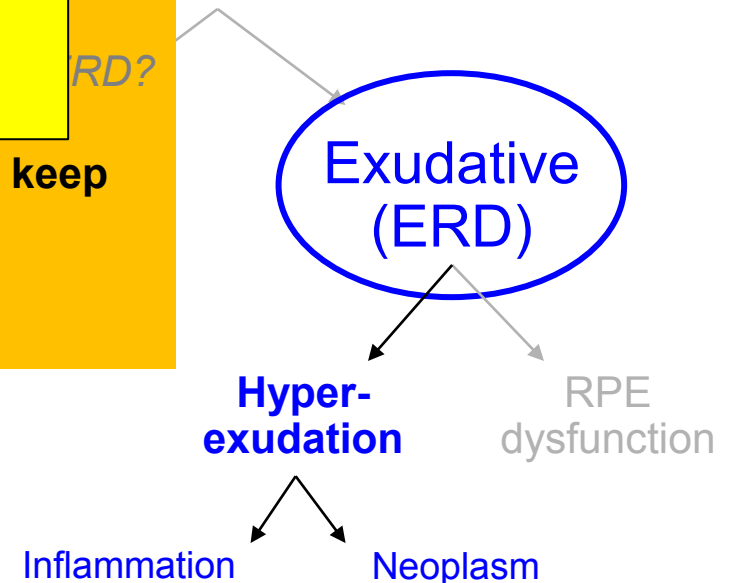 RD?
keep
Exudative
(ERD)
Hyper-
exudation
RPE
dysfunction
Inflammation
Neoplasm